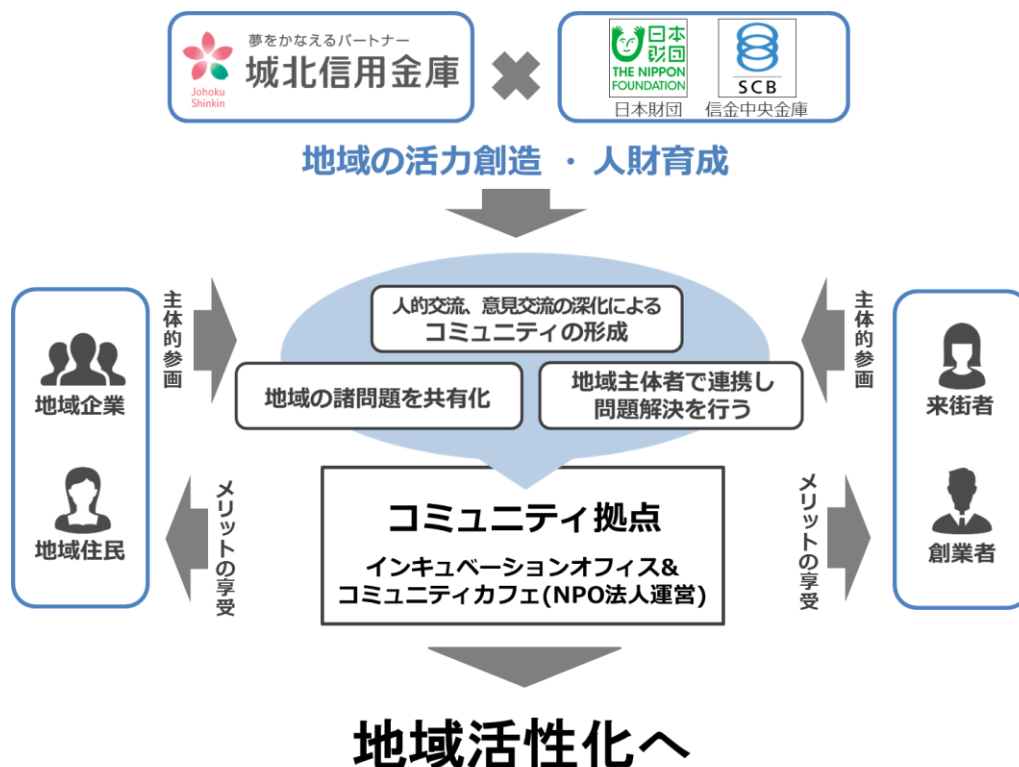 夢をかなえるパートナー
城北信用金庫
Johoku
Shinkin
日本
財団
THE NIPPON
FOUNDATION
日本財団
SCB
信金中央金庫
地域の活力創造 ・ 人財育成
主体的参画
人的交流、意見交流の深化による
コミュニティの形成
地域の諸問題を共有化
地域主体者で連携し
問題解決を行う
主体的参画
地域企業
地域住民
メリットの享受
コミュニティ拠点
インキュベーションオフィス&
コミュニティカフェ(NPO法人運営)
メリットの享受
来街者
創業者
地域活性化へ